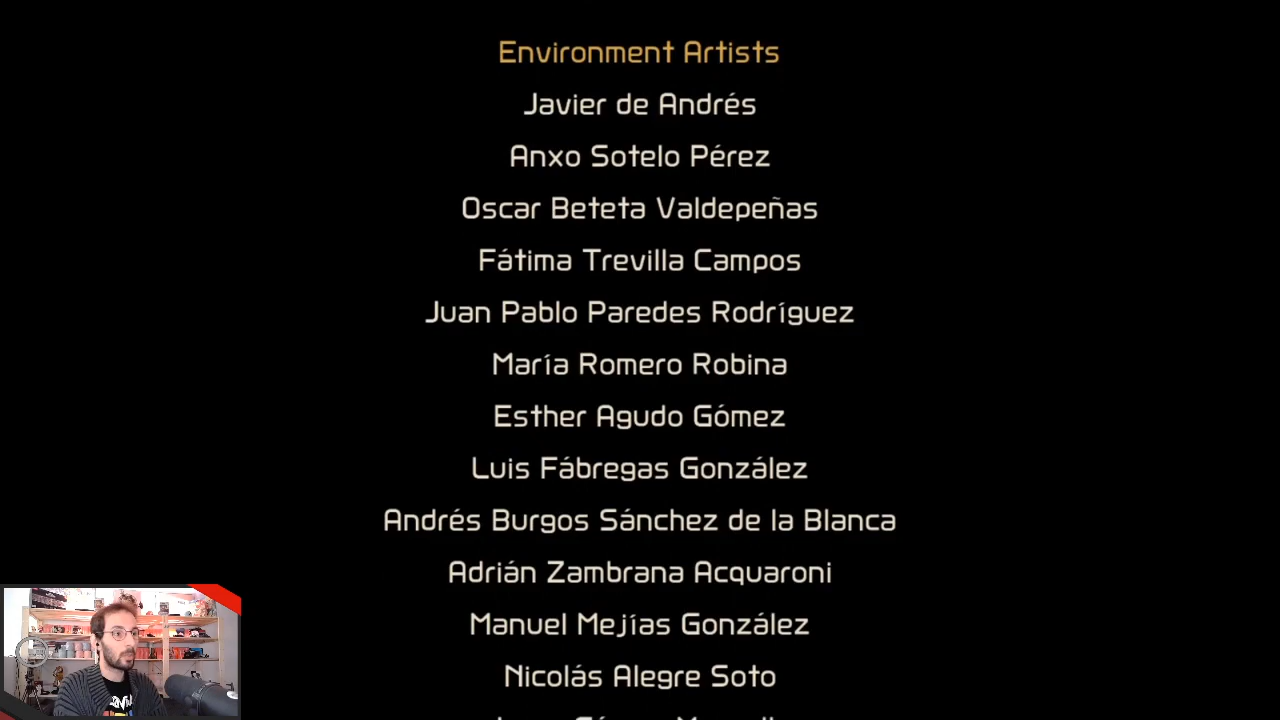 Environment Artists
Javier de Andrés
Anxo Sotelo Pérez
Oscar Beteta Valdepeñas
Fátima Trevilla Campos
Juan Pablo Paredes Rodríguez
María Romero Robina
Esther Agudo Gómez
Luis Fábregas González
Andrés Burgos Sánchez de la Blanca
Adrián Zambrana Acquaroni
Manuel Mejías González
Nicolás Alegre Soto